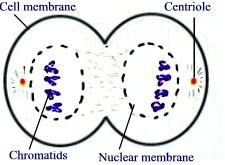 Cell membrane
Centriole
Chromatids
Nuclear membrane